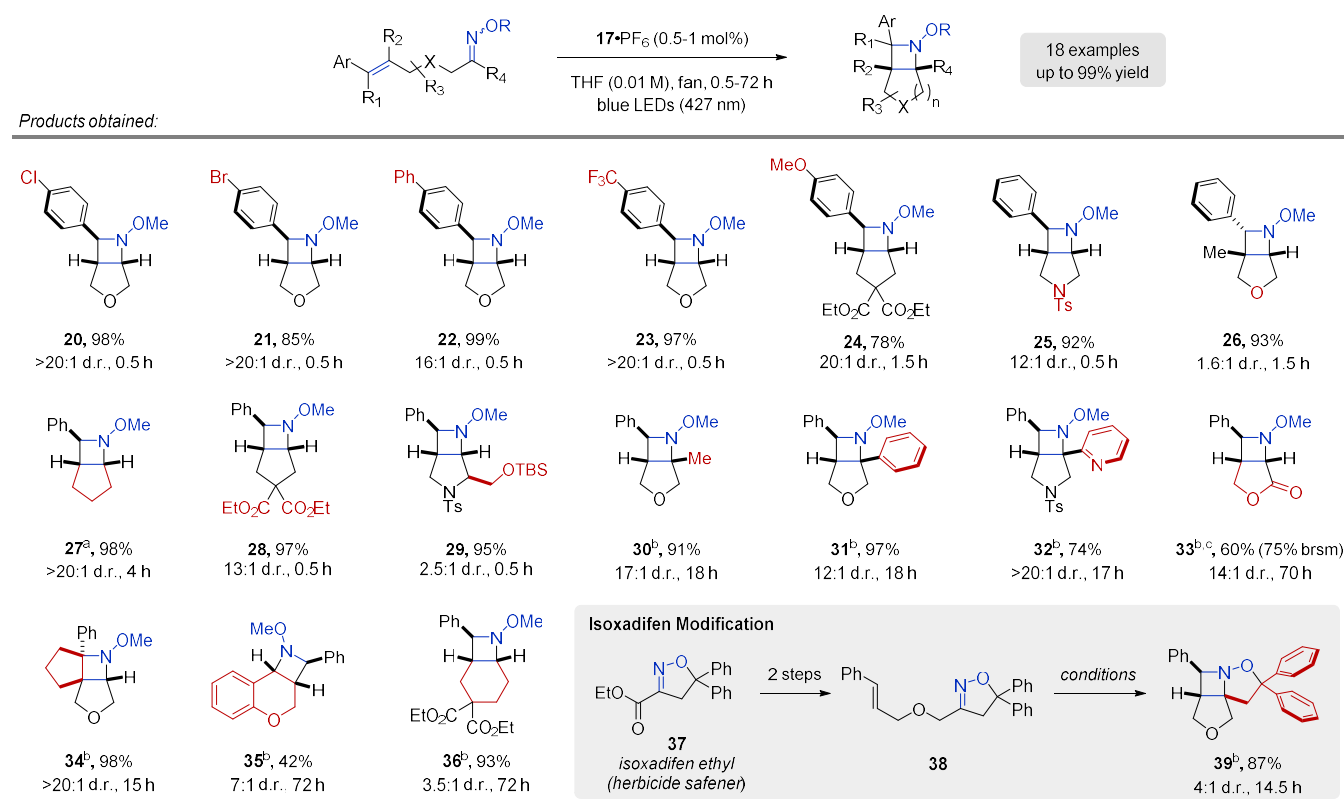 Ar
R1
R2
X
R3
N
OR
R4
17•PF6 (0.5-1 mol%)
THF (0.01 M), fan, 0.5-72 h
blue LEDs (427 nm)
Ar
R1
N
OR
R2
R4
R3
X
( )n
18 examples
up to 99% yield
Products obtained:
Cl
N
OMe
H
H
O
20, 98%
>20:1 d.r., 0.5 h
Br
N
OMe
H
H
O
21, 85%
>20:1 d.r., 0.5 h
Ph
N
OMe
H
H
O
22, 99%
16:1 d.r., 0.5 h
F3C
N
OMe
H
H
O
23, 97%
>20:1 d.r., 0.5 h
MeO
N
OMe
H
H
EtO2C CO2Et
24, 78%
20:1 d.r., 1.5 h
N
OMe
H
H
N
Ts
25, 92%
12:1 d.r., 0.5 h
N
OMe
Me
H
O
26, 93%
1.6:1 d.r., 1.5 h
Ph
N
OMe
H
H
27a, 98%
>20:1 d.r., 4 h
Ph
N
OMe
H
H
EtO2C CO2Et
28, 97%
13:1 d.r., 0.5 h
Ph
N
OMe
H
H
OTBS
N
Ts
29, 95%
2.5:1 d.r., 0.5 h
Ph
N
OMe
H
Me
O
30b, 91%
17:1 d.r., 18 h
Ph
N
OMe
H
O
31b, 97%
12:1 d.r., 18 h
Ph
N
OMe
H
N
N
Ts
32b, 74%
>20:1 d.r., 17 h
Ph
N
OMe
H
H
O
O
33b,c, 60% (75% brsm)
14:1 d.r., 70 h
Ph
N
OMe
H
O
34b, 98%
>20:1 d.r., 15 h
MeO
N
Ph
H
H
O
35b, 42%
7:1 d.r.. 72 h
Ph
N
OMe
H
H
EtO2C
CO2Et
36b, 93%
3.5:1 d.r., 72 h
Isoxadifen Modification
N
O
Ph
Ph
EtO
O
37
isoxadifen ethyl
(herbicide safener)
2 steps
Ph
O
N
O
Ph
Ph
38
conditions
Ph
N
O
H
O
39b, 87%
4:1 d.r., 14.5 h